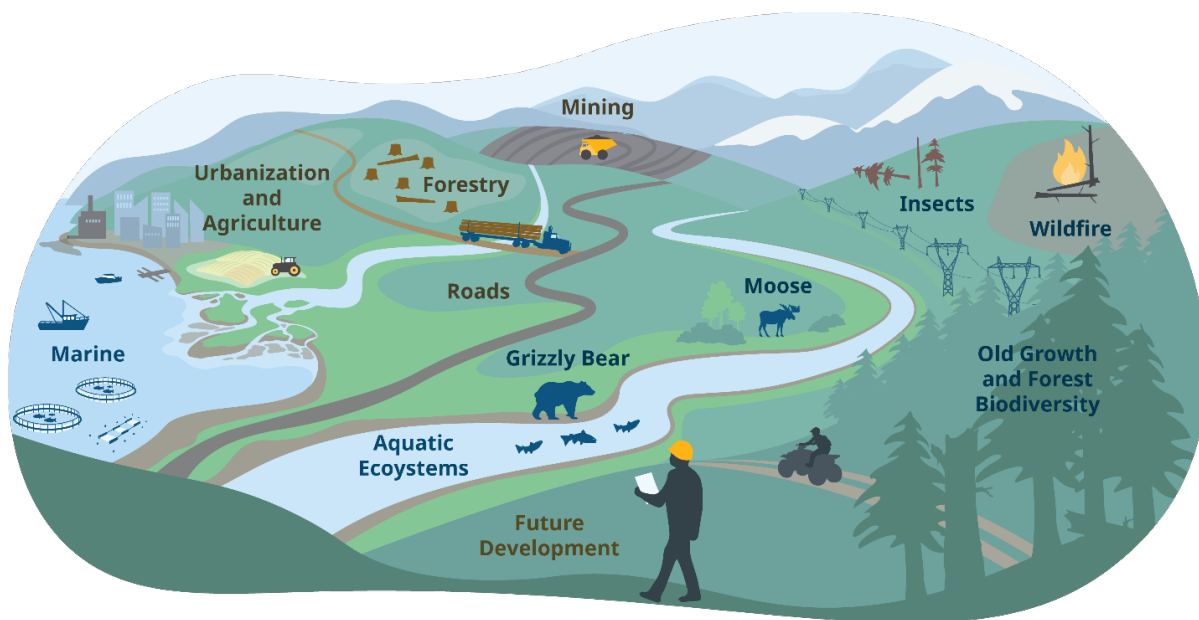 Mining
Urbanization
and
Agriculture
Forestry
Insects
Wildfire
Roads
Moose
Marine
Grizzly Bear
Old Growth
and Forest
Biodiversity
Aquatic
Ecoystems
Future
Development